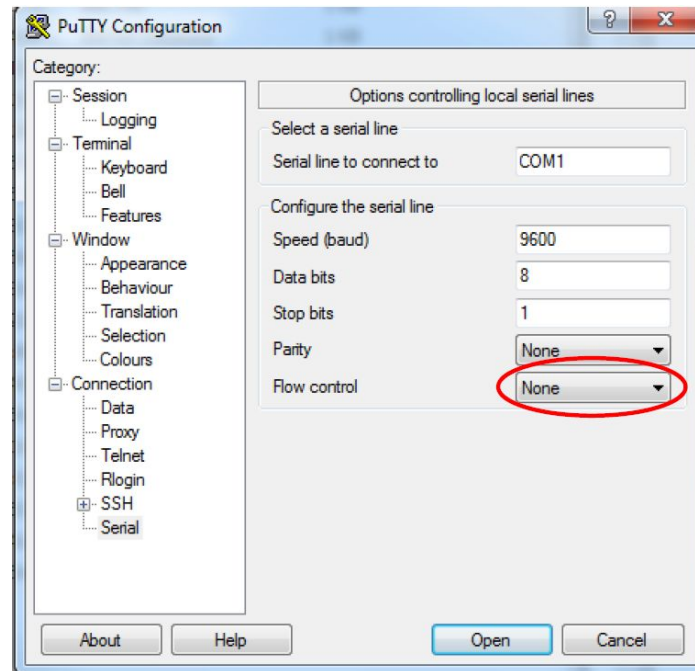 PuTTY Configuration
Category:
Session
Logging
Terminal
Keyboard
Bell
Features
Window
Appearance
Behaviour
Translation
Selection
Colours
Connection
Data
Proxy
Telnet
Rlogin
SSH
Serial
Options controlling local serial lines
Select a serial line
Serial line to connect to COM1
Configure the serial line
Speed (baud) 9600
Data bits 8
Stop bits 1
Parity None
Flow control None
About Help Open Cancel